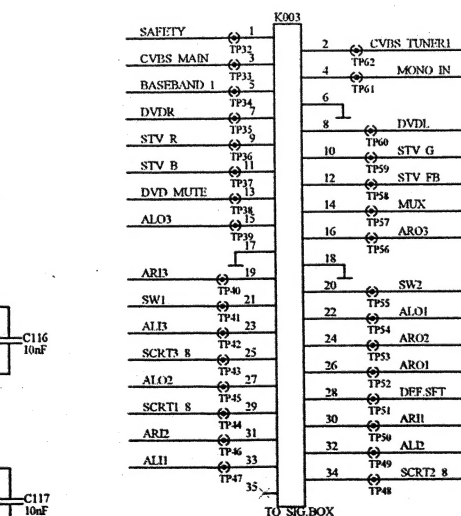 K003
SAFETY 1
TP32
2 CVBS TUNER1
TP62
CVBS MAIN 3
TP33
4 MONO IN
TP61
BASEBAND 1 5
TP34
6
DVDR 7
TP35
8 DVDL
TP60
STV R 9
TP36
10 STV G
TP59
STV B 11
TP37
12 STV FB
TP58
DVD MUTE 13
TP38
14 MUX
TP57
ALO3 15
TP39
16 ARO3
TP56
17
18
ARI3 19
TP40
20 SW2
TP55
SW1 21
TP41
22 ALO1
TP54
ALI3 23
TP42
24 ARO2
TP53
SCRT3 8 25
TP43
26 ARO1
TP52
ALO2 27
TP45
28 DEF.SFT
TP51
SCRT1 8 29
TP44
30 ARI1
TP50
ARI2 31
TP46
32 ALI2
TP49
ALI1 33
TP47
34 SCRT2 8
TP48
35
TO SIG.BOX
C116
10nF
C117
10nF